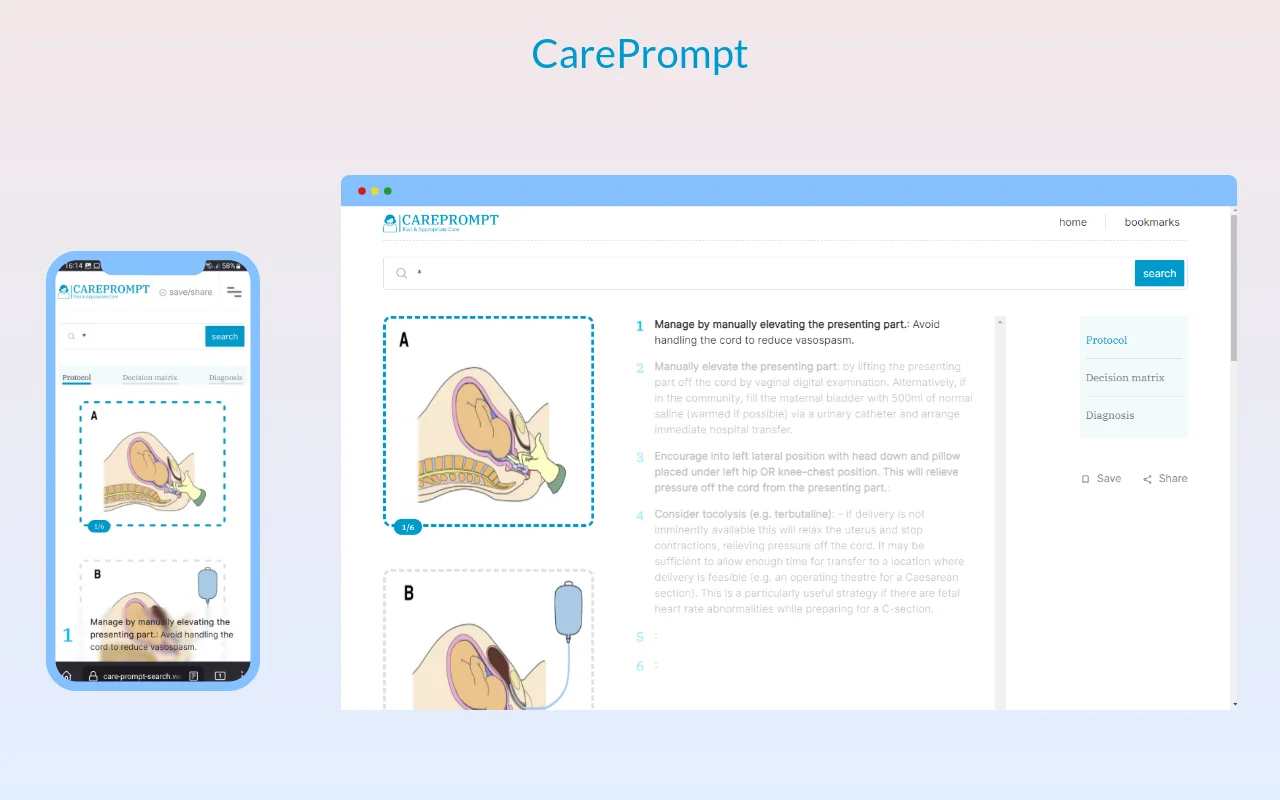 CarePrompt
16:14
58%
CAREPROMPT
Fast & Appropriate Care
save/share
*
search
Protocol
Decision matrix
Diagnosis
A
1/6
B
1
Manage by manually elevating the
presenting part.: Avoid handling the
cord to reduce vasospasm.
care-prompt-search.ve
1
CAREPROMPT
Fast & Appropriate Care
home
bookmarks
*
search
A
1/6
B
1 Manage by manually elevating the presenting part.: Avoid
handling the cord to reduce vasospasm.
2 Manually elevate the presenting part: by lifting the presenting
part off the cord by vaginal digital examination. Alternatively, if
in the community, fill the maternal bladder with 500ml of normal
saline (warmed if possible) via a urinary catheter and arrange
immediate hospital transfer.
3 Encourage into left lateral position with head down and pillow
placed under left hip OR knee-chest position. This will relieve
pressure off the cord from the presenting part.:
4 Consider tocolysis (e.g. terbutaline): – if delivery is not
imminently available this will relax the uterus and stop
contractions, relieving pressure off the cord. It may be
sufficient to allow enough time for transfer to a location where
delivery is feasible (e.g. an operating theatre for a Caesarean
section). This is a particularly useful strategy if there are fetal
heart rate abnormalities while preparing for a C-section.
5 :
6 :
Protocol
Decision matrix
Diagnosis
Save
Share